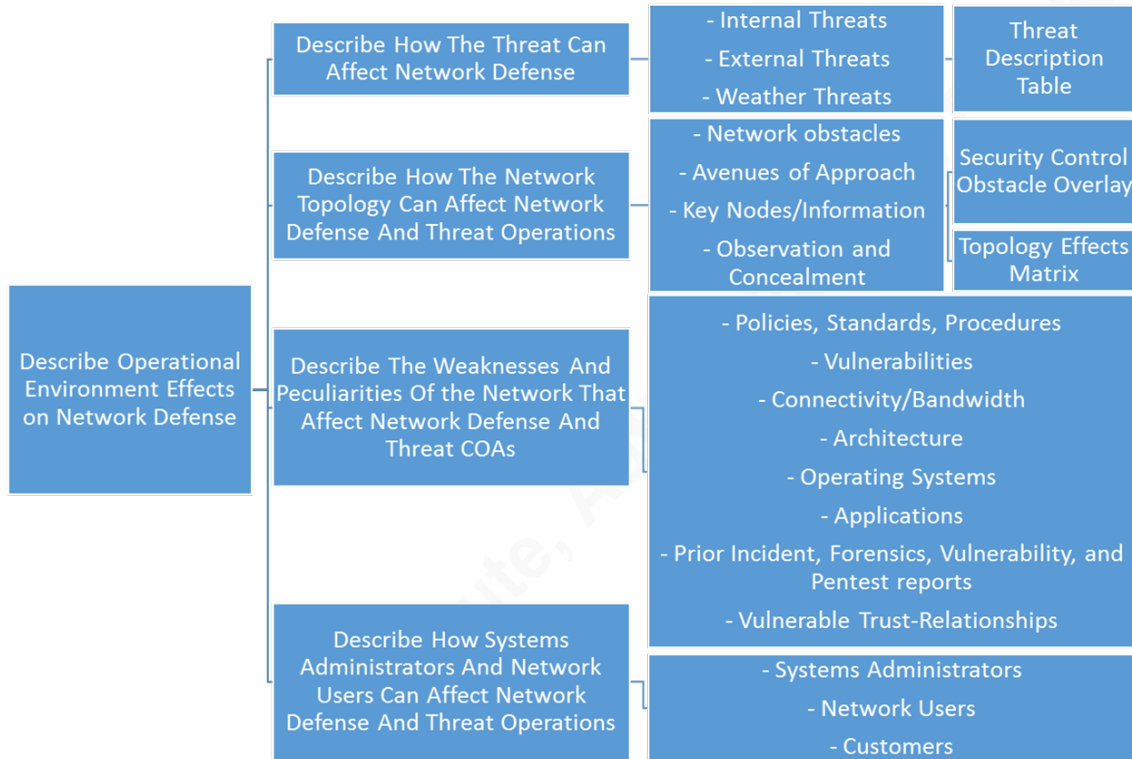 Describe Operational
Environment Effects
on Network Defense
Describe How The Threat Can
Affect Network Defense
- Internal Threats
- External Threats
- Weather Threats
Threat
Description
Table
Describe How The Network
Topology Can Affect Network
Defense And Threat Operations
- Network obstacles
- Avenues of Approach
- Key Nodes/Information
- Observation and
Concealment
Security Control
Obstacle Overlay
Topology Effects
Matrix
Describe The Weaknesses And
Peculiarities Of the Network That
Affect Network Defense And
Threat COAs
- Policies, Standards, Procedures
- Vulnerabilities
- Connectivity/Bandwidth
- Architecture
- Operating Systems
- Applications
- Prior Incident, Forensics, Vulnerability, and
Pentest reports
- Vulnerable Trust-Relationships
Describe How Systems
Administrators And Network
Users Can Affect Network
Defense And Threat Operations
- Systems Administrators
- Network Users
- Customers